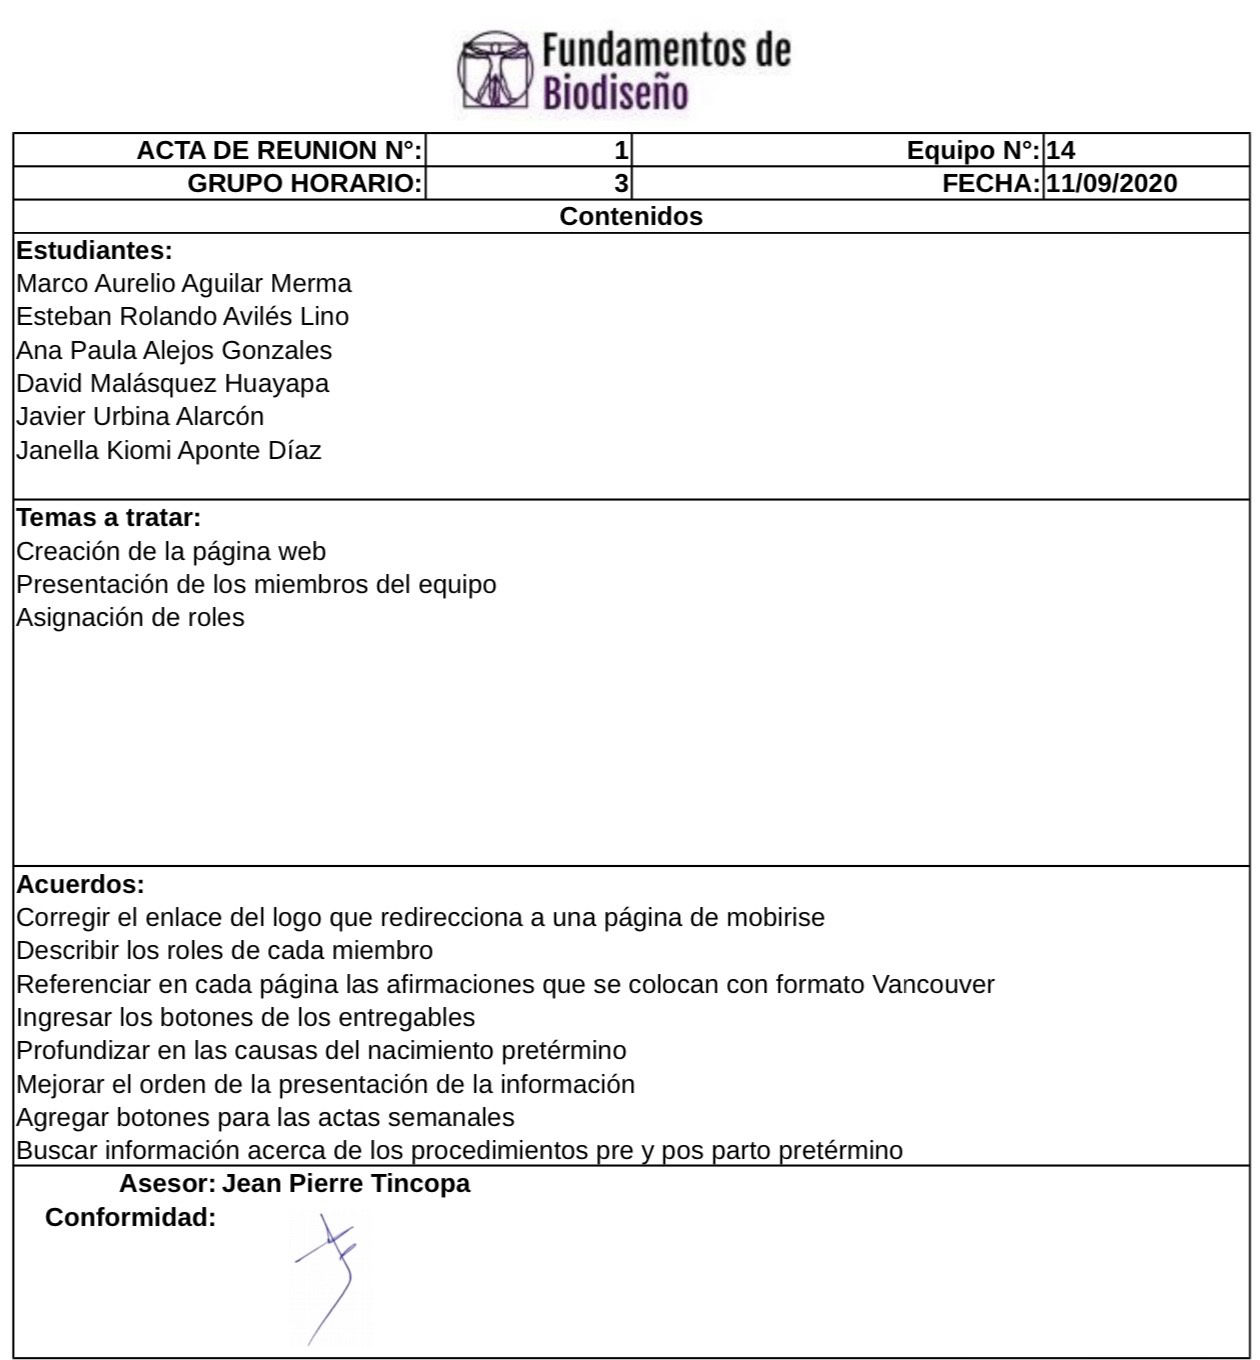 Fundamentos de
Biodiseño
ACTA DE REUNION N°: 1 Equipo N°: 14
GRUPO HORARIO: 3 FECHA: 11/09/2020
Contenidos
Estudiantes:
Marco Aurelio Aguilar Merma
Esteban Rolando Avilés Lino
Ana Paula Alejos Gonzales
David Malásquez Huayapa
Javier Urbina Alarcón
Janella Kiomi Aponte Díaz
Temas a tratar:
Creación de la página web
Presentación de los miembros del equipo
Asignación de roles
Acuerdos:
Corregir el enlace del logo que redirecciona a una página de mobirise
Describir los roles de cada miembro
Referenciar en cada página las afirmaciones que se colocan con formato Vancouver
Ingresar los botones de los entregables
Profundizar en las causas del nacimiento pretérmino
Mejorar el orden de la presentación de la información
Agregar botones para las actas semanales
Buscar información acerca de los procedimientos pre y pos parto pretérmino
Asesor: Jean Pierre Tincopa
Conformidad: